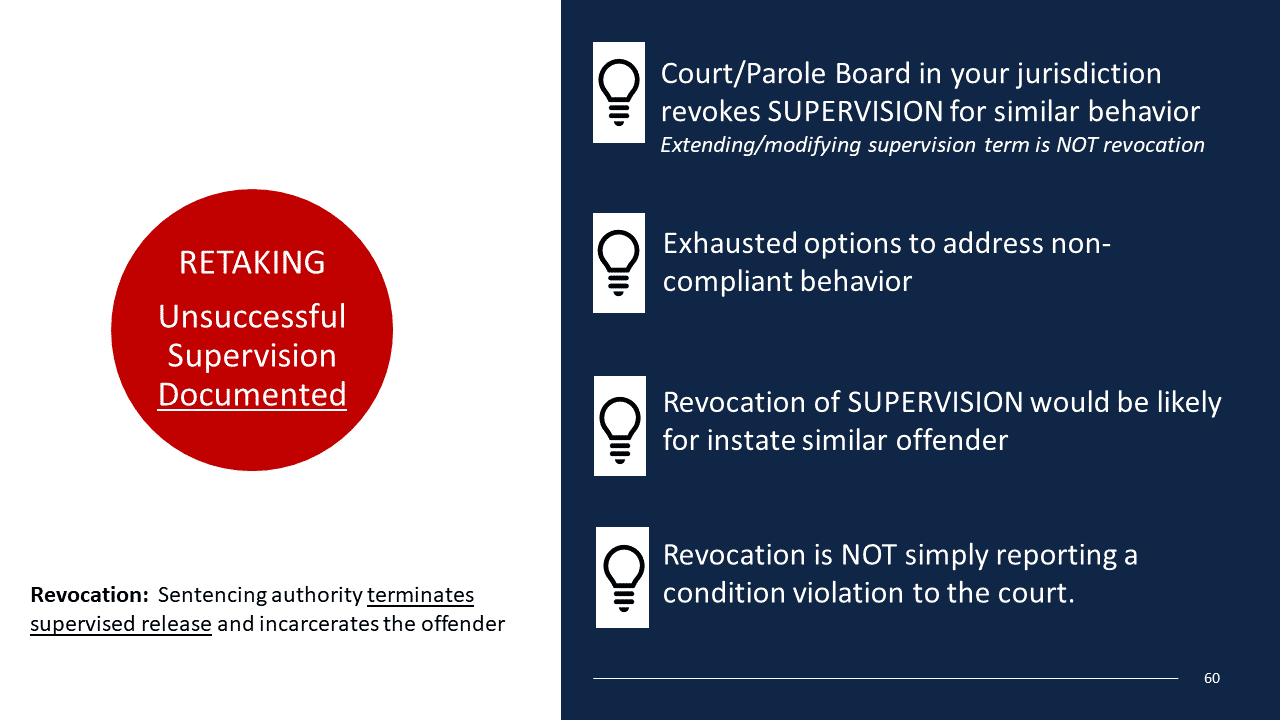 RETAKING
Unsuccessful
Supervision
Documented
Revocation: Sentencing authority terminates
supervised release and incarcerates the offender
Court/Parole Board in your jurisdiction
revokes SUPERVISION for similar behavior
Extending/modifying supervision term is NOT revocation
Exhausted options to address non-
compliant behavior
Revocation of SUPERVISION would be likely
for instate similar offender
Revocation is NOT simply reporting a
condition violation to the court.
60